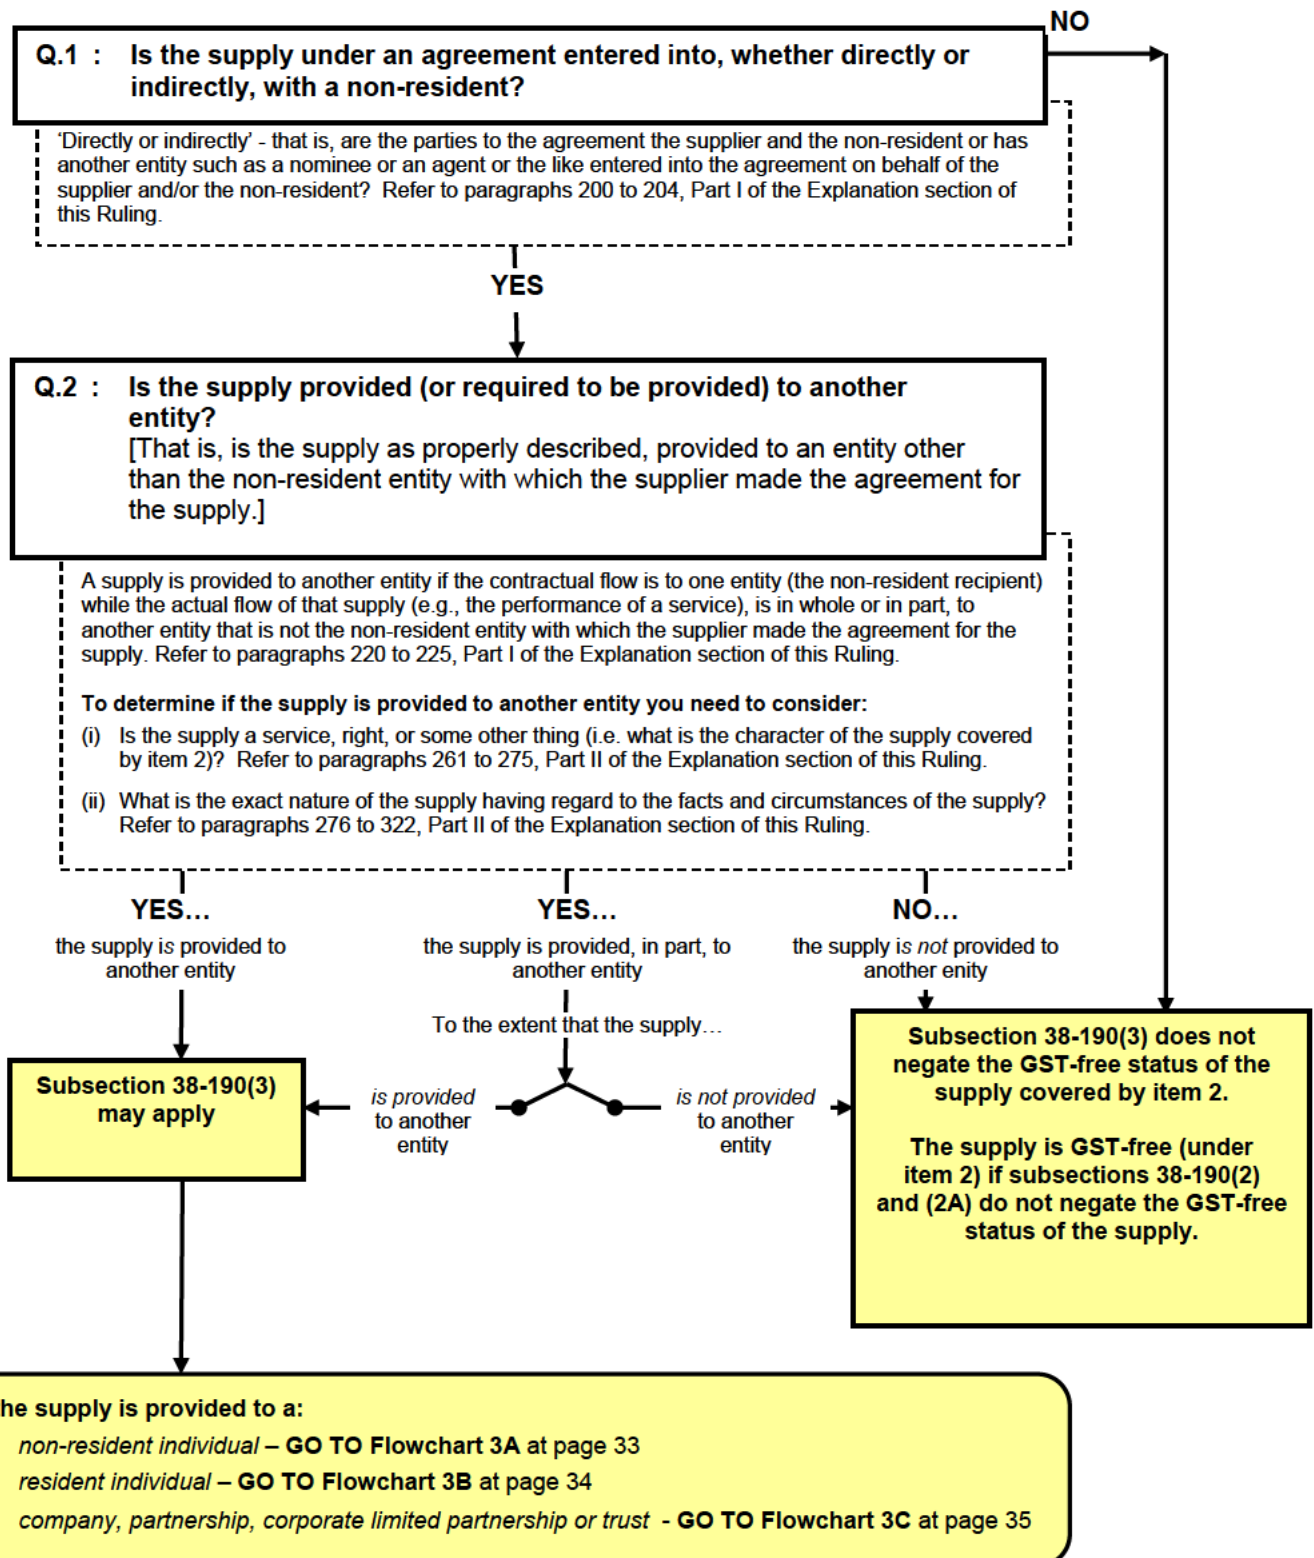 NO
Q.1 : Is the supply under an agreement entered into, whether directly or
indirectly, with a non-resident?
'Directly or indirectly' - that is, are the parties to the agreement the supplier and the non-resident or has
another entity such as a nominee or an agent or the like entered into the agreement on behalf of the
supplier and/or the non-resident? Refer to paragraphs 200 to 204, Part I of the Explanation section of
this Ruling.
YES
Q.2 : Is the supply provided (or required to be provided) to another
entity?
[That is, is the supply as properly described, provided to an entity other
than the non-resident entity with which the supplier made the agreement for
the supply.]
A supply is provided to another entity if the contractual flow is to one entity (the non-resident recipient)
while the actual flow of that supply (e.g., the performance of a service), is in whole or in part, to
another entity that is not the non-resident entity with which the supplier made the agreement for the
supply. Refer to paragraphs 220 to 225, Part I of the Explanation section of this Ruling.
To determine if the supply is provided to another entity you need to consider:
(i) Is the supply a service, right, or some other thing (i.e. what is the character of the supply covered
by item 2)? Refer to paragraphs 261 to 275, Part II of the Explanation section of this Ruling.
(ii) What is the exact nature of the supply having regard to the facts and circumstances of the supply?
Refer to paragraphs 276 to 322, Part II of the Explanation section of this Ruling.
YES...
the supply is provided to
another entity
YES...
the supply is provided, in part, to
another entity
NO...
the supply is not provided to
another enity
To the extent that the supply...
is provided
to another
entity
is not provided
to another
entity
Subsection 38-190(3)
may apply
Subsection 38-190(3) does not
negate the GST-free status of the
supply covered by item 2.
The supply is GST-free (under
item 2) if subsections 38-190(2)
and (2A) do not negate the GST-free
status of the supply.
he supply is provided to a:
non-resident individual – GO TO Flowchart 3A at page 33
resident individual – GO TO Flowchart 3B at page 34
company, partnership, corporate limited partnership or trust - GO TO Flowchart 3C at page 35